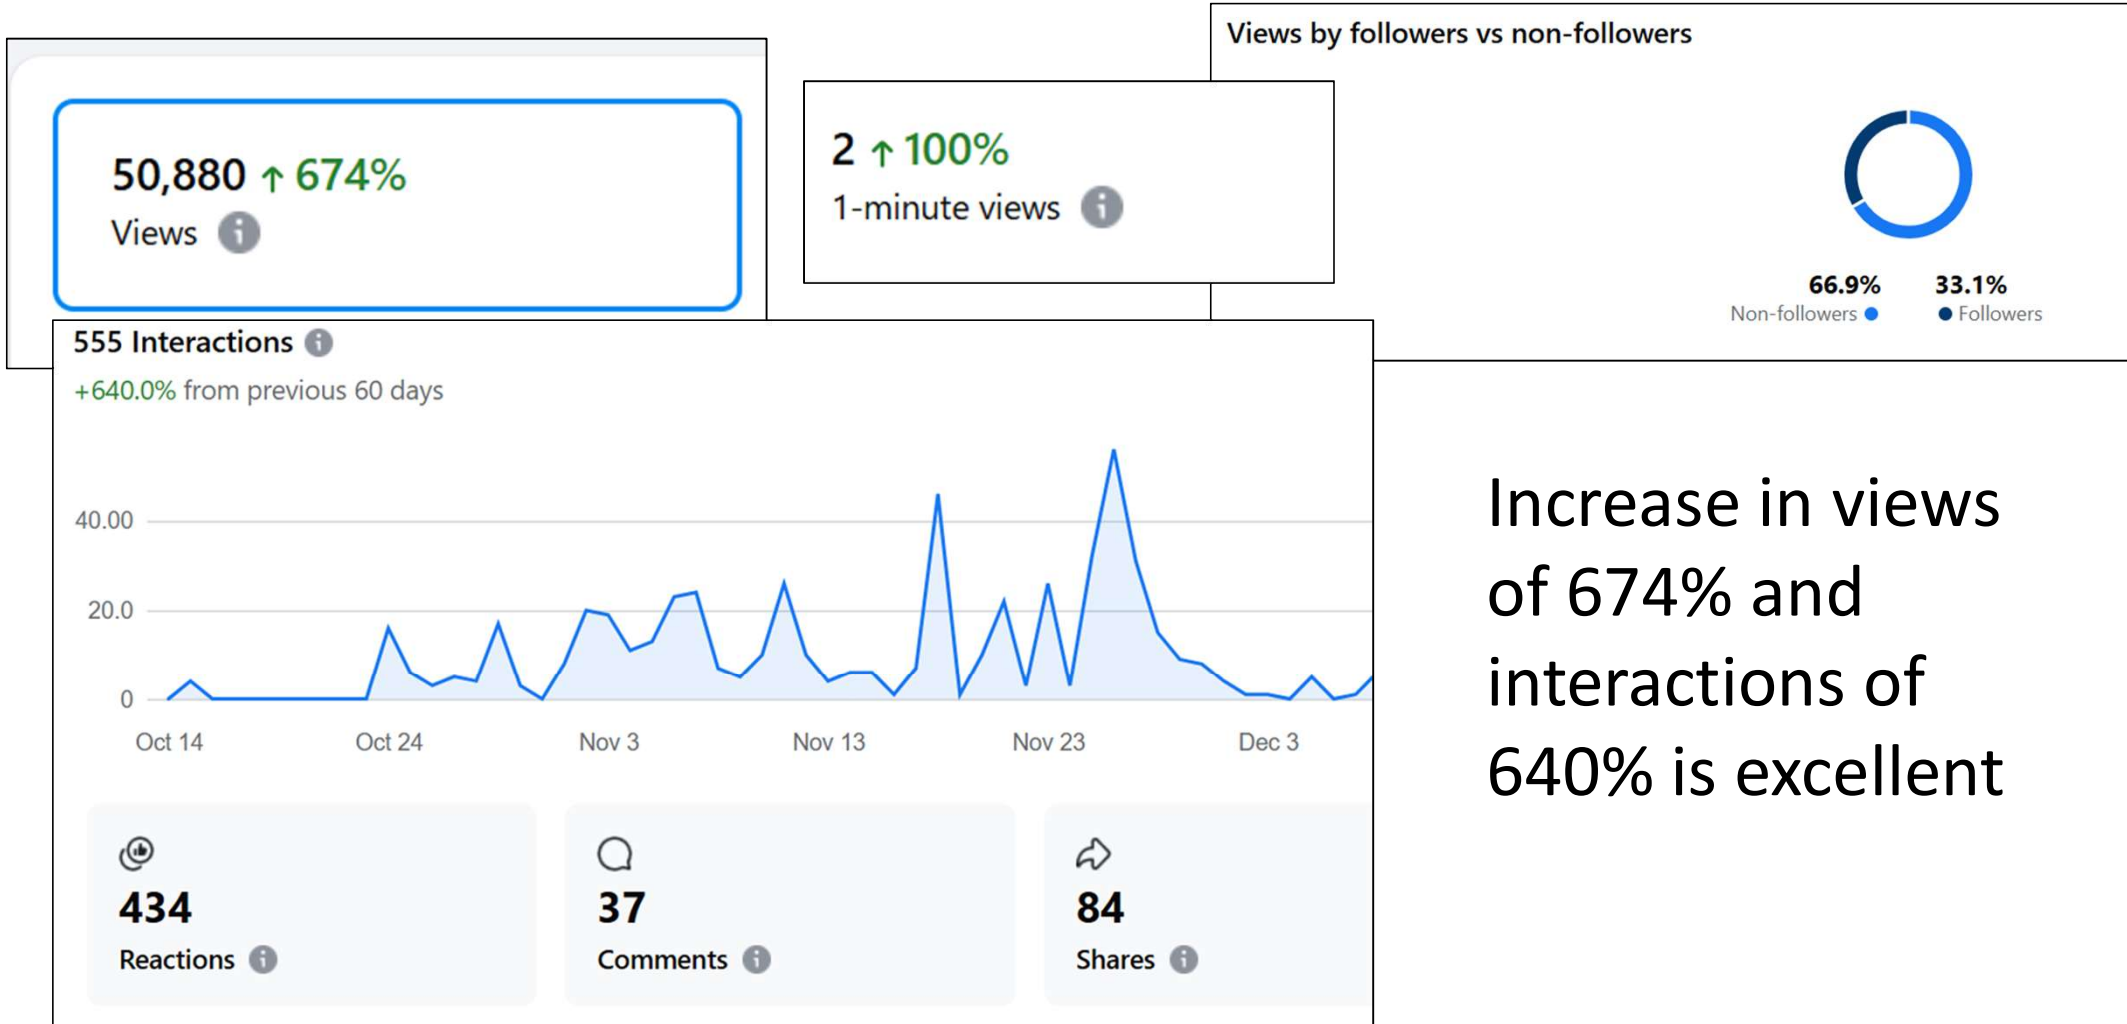 Views by followers vs non-followers
50,880 ↑ 674%
Views
2 ↑ 100%
1-minute views
66.9% 33.1%
Non-followers Followers
555 Interactions
+640.0% from previous 60 days
40.00
20.0
0
Oct 14 Oct 24 Nov 3 Nov 13 Nov 23 Dec 3
434
Reactions
37
Comments
84
Shares
Increase in views
of 674% and
interactions of
640% is excellent